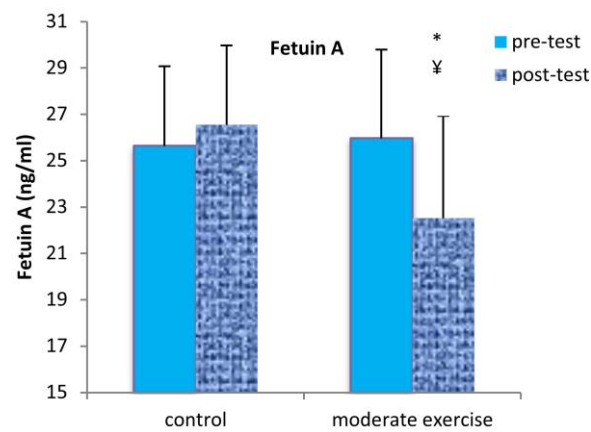 Fetuin A
*
¥
pre-test
post-test
Fetuin A (ng/ml)
31
29
27
25
23
21
19
17
15
control
moderate exercise